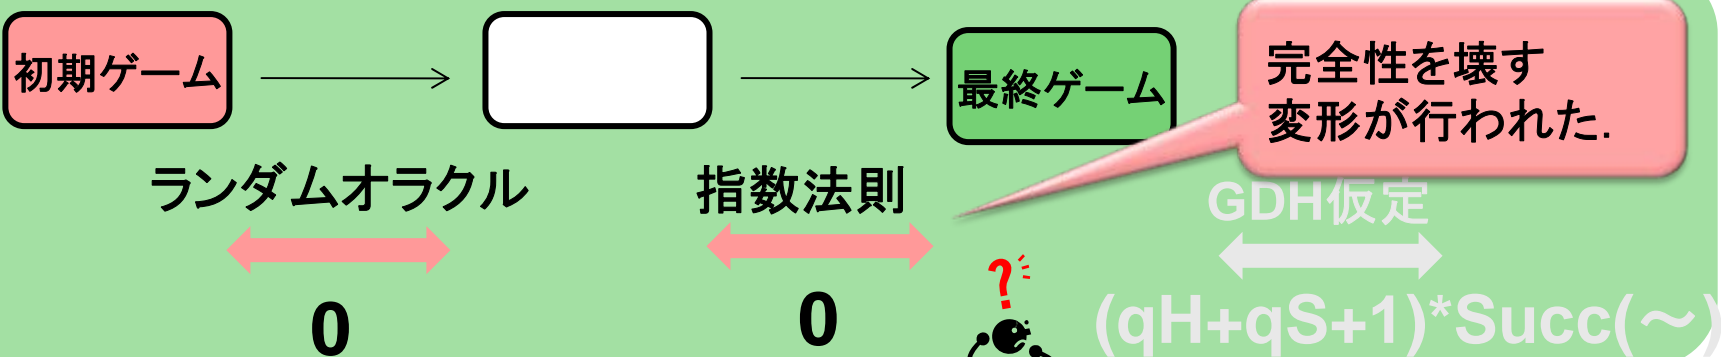 初期ゲーム
最終ゲーム
完全性を壊す
変形が行われた.
ランダムオラクル
指数法則
GDH仮定
?
0
0
(qH+qS+1)*Succ(～)